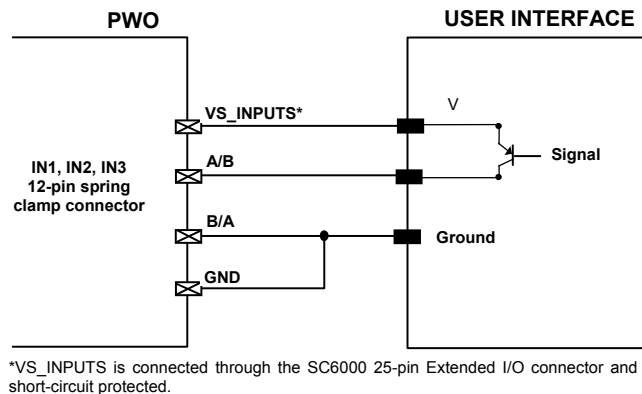 PWO
USER INTERFACE
VS_INPUTS*
V
IN1, IN2, IN3
12-pin spring
clamp connector
A/B
Signal
B/A
Ground
GND
*VS_INPUTS is connected through the SC6000 25-pin Extended I/O connector and
short-circuit protected.